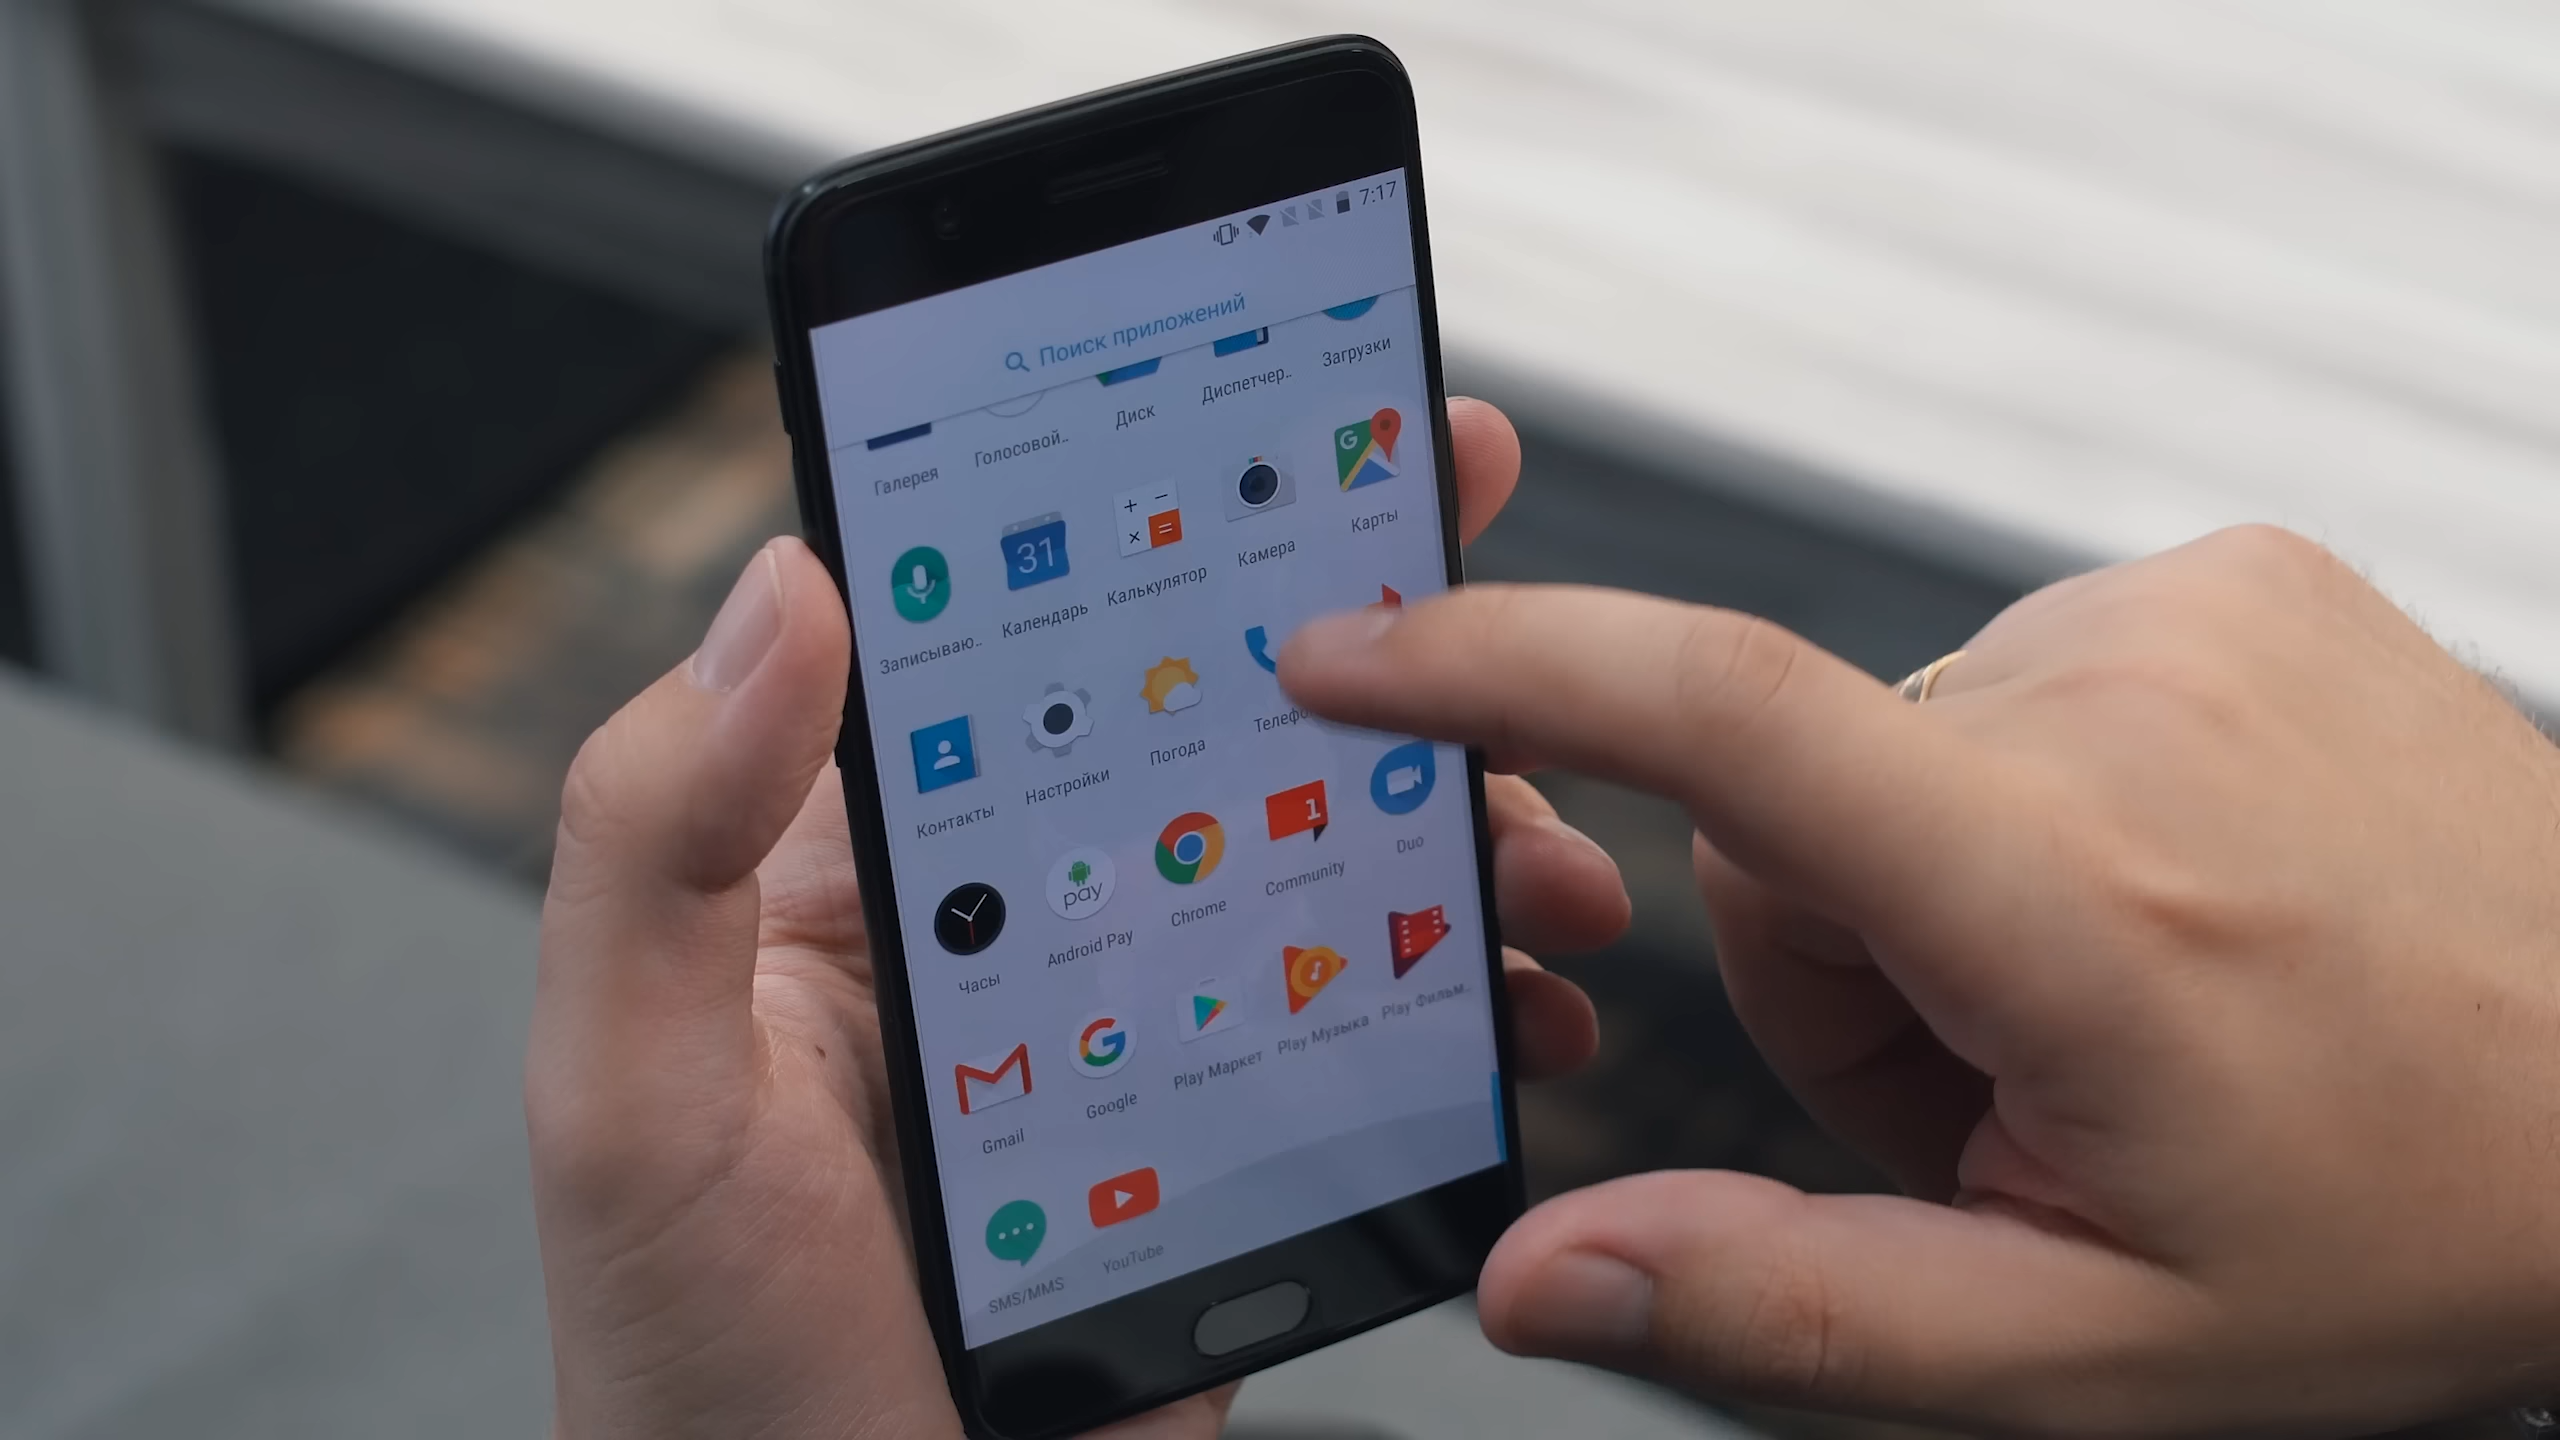 7:17
Поиск приложений
Галерея
Голосовой..
Диск
Диспетчер..
Загрузки
31
+ − × =
G
Записываю..
Календарь
Калькулятор
Камера
Карты
Контакты
Настройки
Погода
Телефо
pay
1
Часы
Android Pay
Chrome
Community
Duo
G
Gmail
Google
Play Маркет
Play Музыка
Play Фильм..
SMS/MMS
YouTube